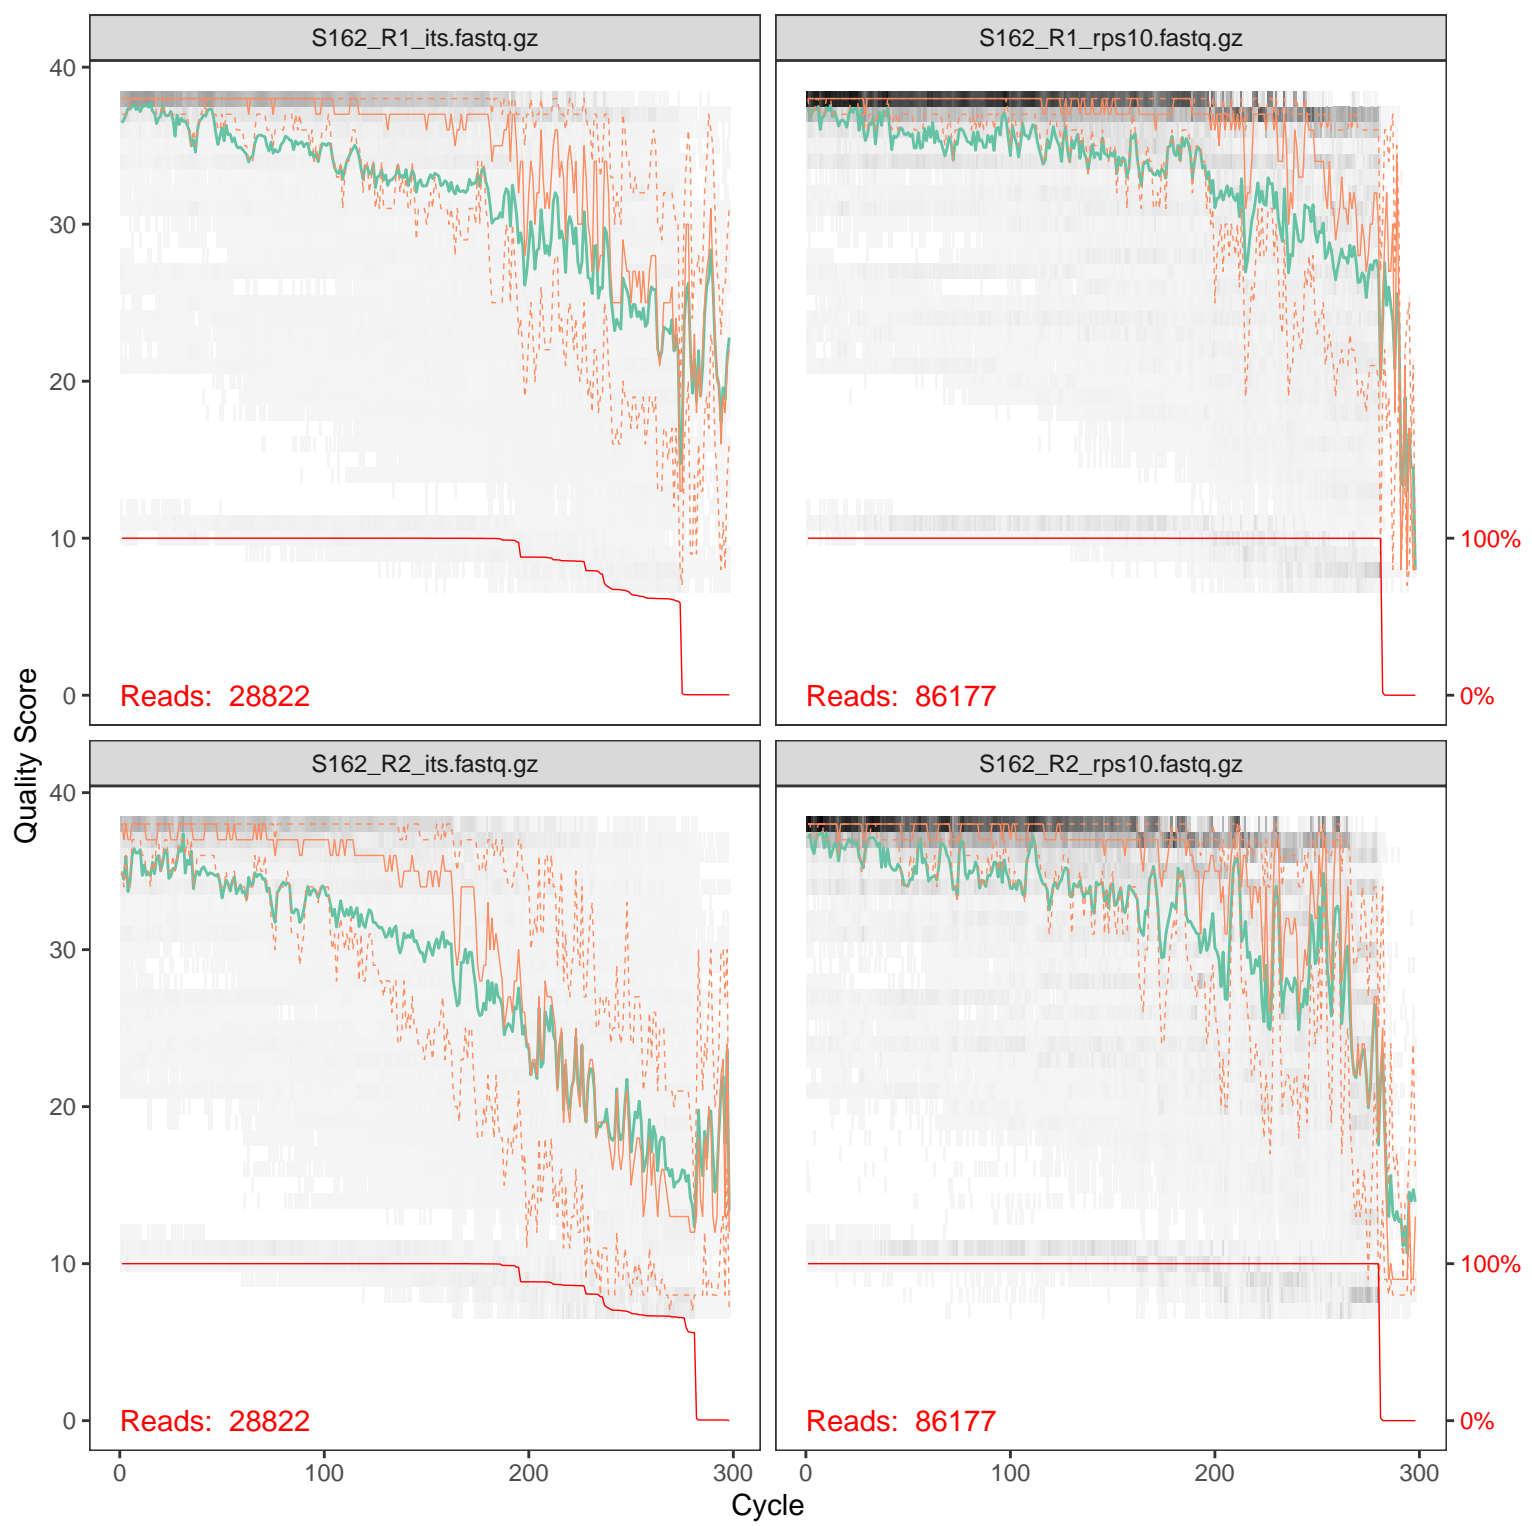 S162_R1_its.fastq.gz
S162_R1_rps10.fastq.gz
40
30
20
10
0
100%
0%
Reads: 28822
Reads: 86177
Quality Score
S162_R2_its.fastq.gz
S162_R2_rps10.fastq.gz
40
30
20
10
0
100%
0%
Reads: 28822
Reads: 86177
0
100
200
300
0
100
200
300
Cycle